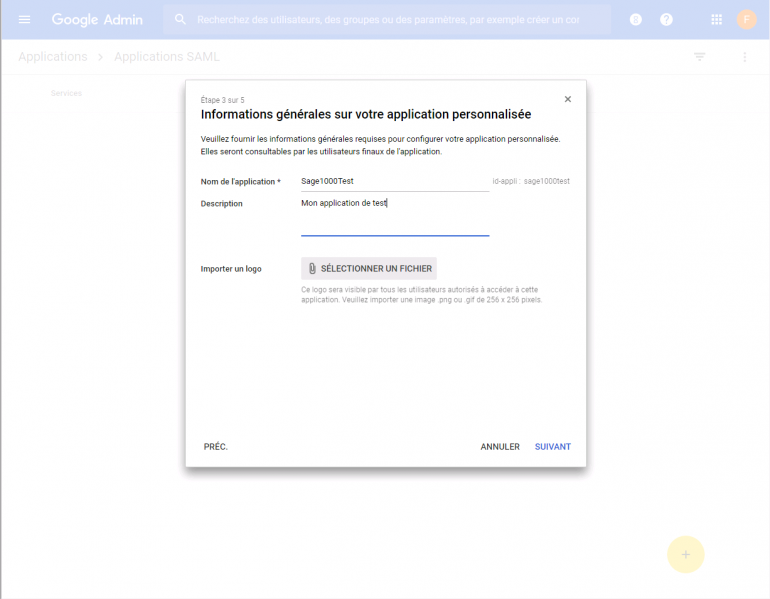 Google Admin
Recherchez des utilisateurs, des groupes ou des paramètres, par exemple créer un cor
8
?
F
Applications > Applications SAML
Services
Étape 3 sur 5.
Informations générales sur votre application personnalisée
Veuillez fournir les informations générales requises pour configurer votre application personnalisée.
Elles seront consultables par les utilisateurs finaux de l'application.
Nom de l'application *
Sage1000Test
id-appli : sage1000test
Description
Mon application de test
Importer un logo
SÉLECTIONNER UN FICHIER
Ce logo sera visible par tous les utilisateurs autorisés à accéder à cette
application. Veuillez importer une image .png ou .gif de 256 x 256 pixels.
PRÉC.
ANNULER
SUIVANT